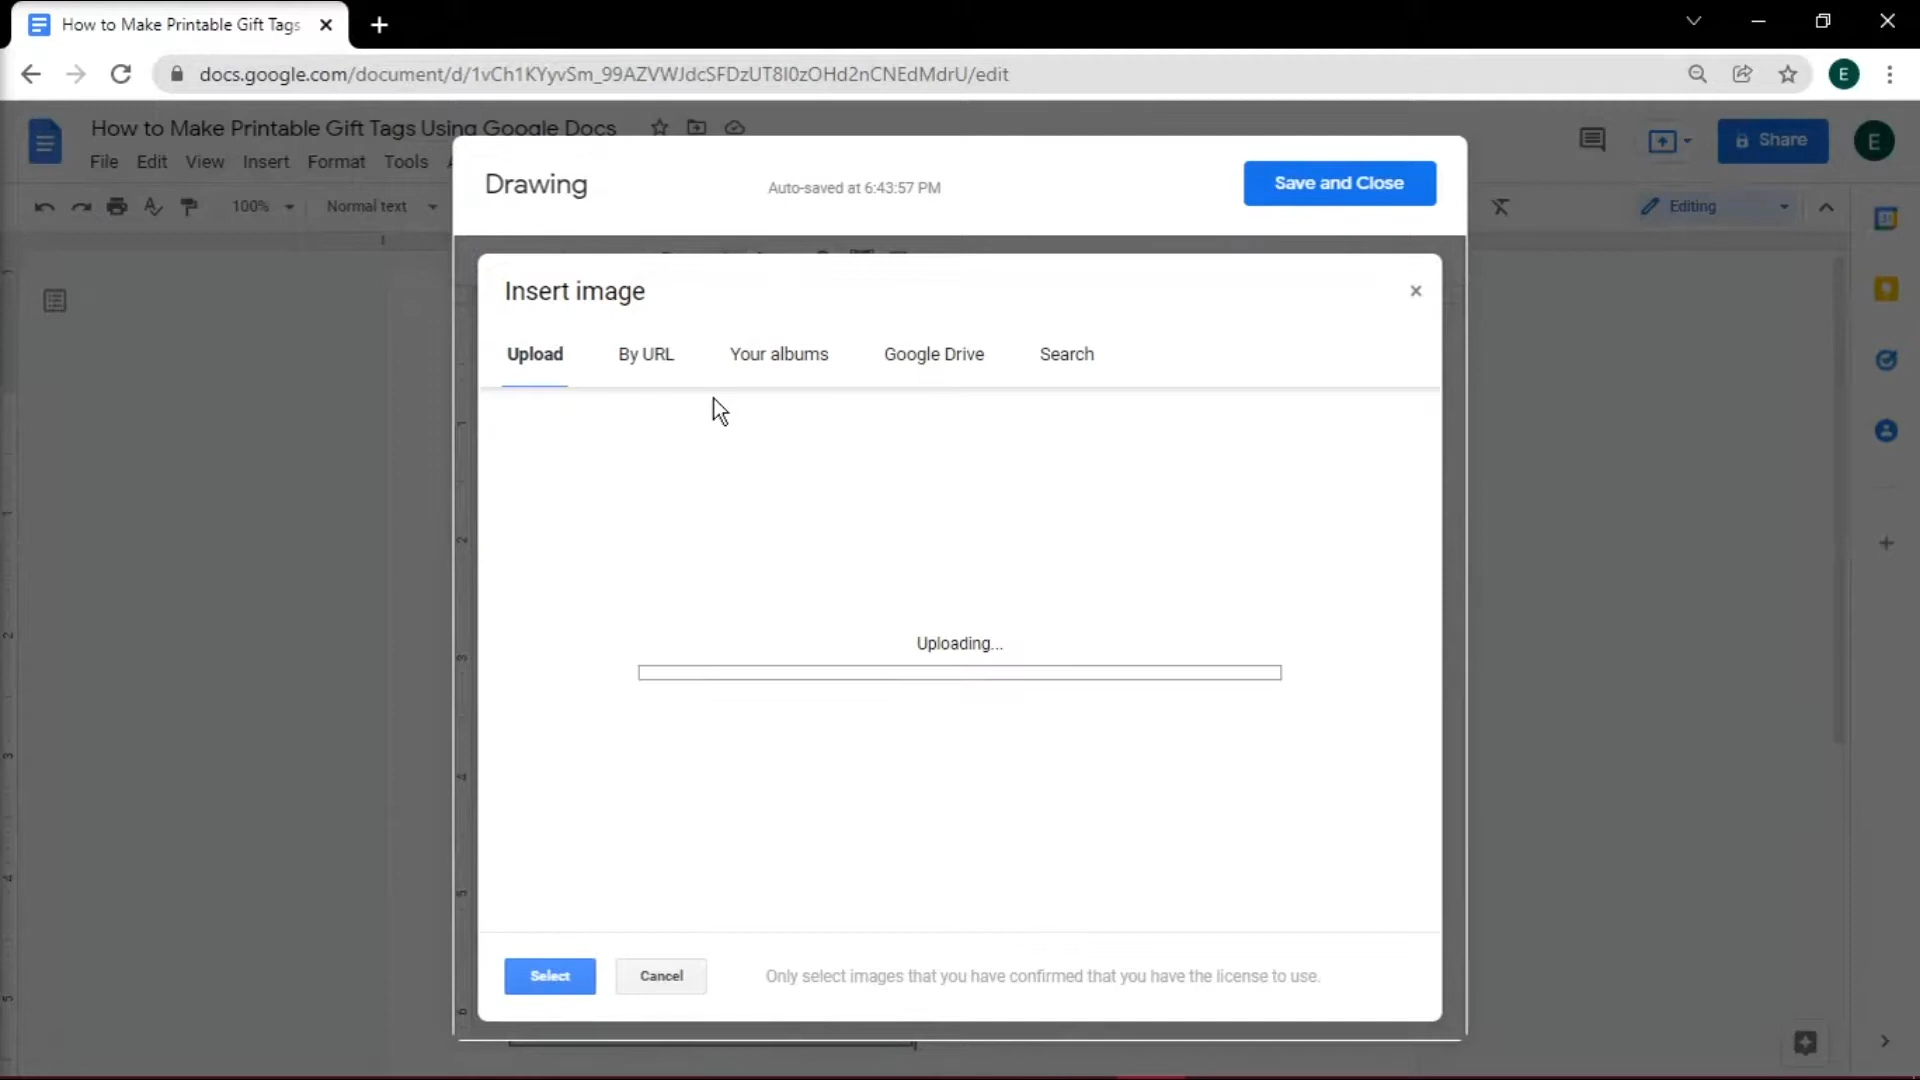 How to Make Printable Gift Tags
docs.google.com/document/d/1vCh1KYyvSm_99AZVWJdcSFDzUT8I0zOHd2nCNEdMdrU/edit
E
How to Make Printable Gift Tags Using Google Docs
File Edit View Insert Format Tools
Share
E
Drawing
Auto-saved at 6:43:57 PM
Save and Close
100%
Normal text
Editing
Insert image
Upload
By URL
Your albums
Google Drive
Search
Uploading...
Select
Cancel
Only select images that you have confirmed that you have the license to use.